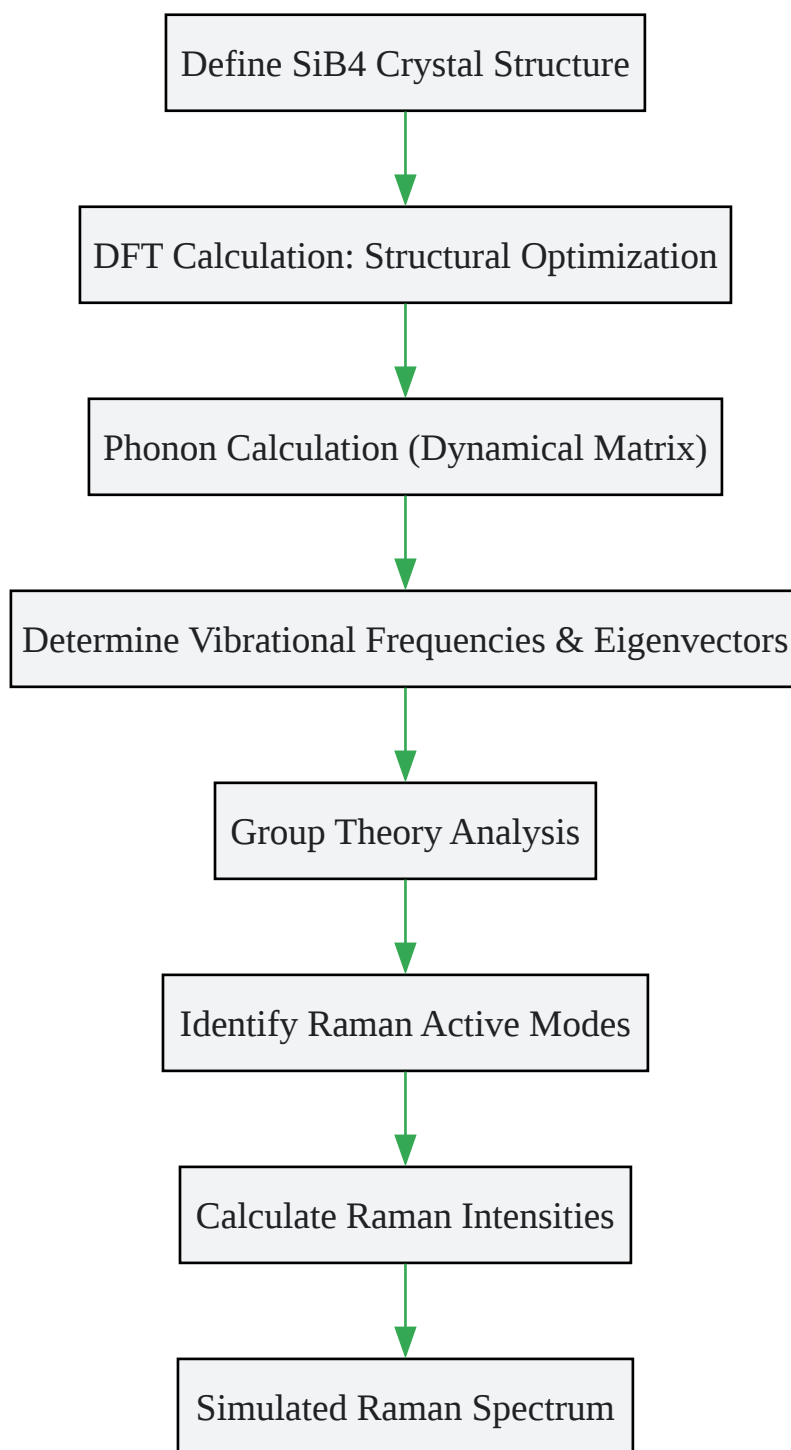 Define SiB4 Crystal Structure
DFT Calculation: Structural Optimization
Phonon Calculation (Dynamical Matrix)
Determine Vibrational Frequencies & Eigenvectors
Group Theory Analysis
Identify Raman Active Modes
Calculate Raman Intensities
Simulated Raman Spectrum